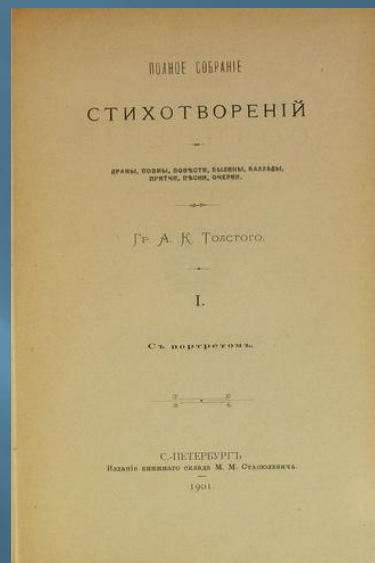 ПОЛНОЕ СОБРАНІЕ
СТИХОТВОРЕНІЙ
ДРАМЫ, ПОЭМЫ, ПОВѢСТИ, БЫЛИНЫ, БАЛЛАДЫ,
ПРИТЧИ, ПѢСНИ, ОЧЕРКИ.
Гр. А. К. Толстого.
I.
Съ портретомъ.
С.-ПЕТЕРБУРГЪ
Изданіе книжнаго склада М. М. Стасюлевича.
1901.